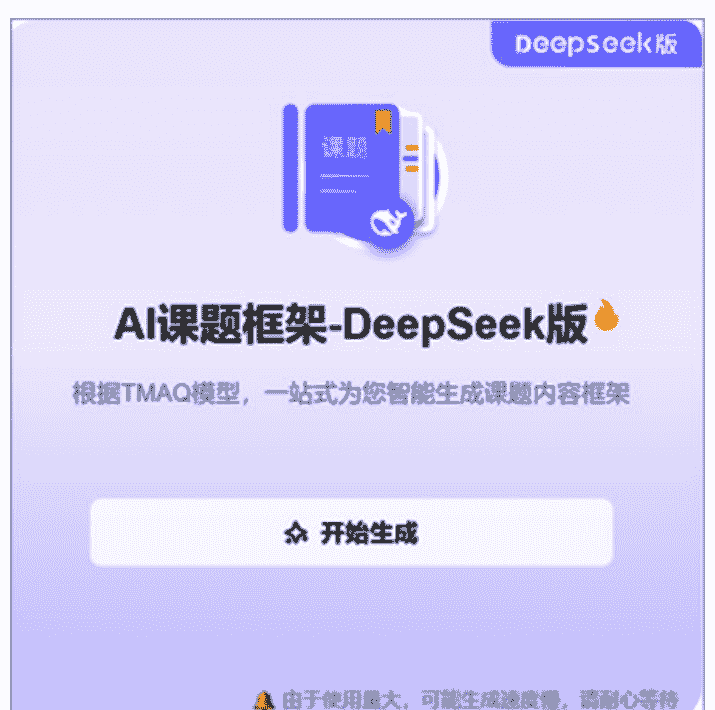 DeepSeek版
课题
AI课题框架-DeepSeek版
根据TMAQ模型，一站式为您智能生成课题内容框架
开始生成
由于使用量大，可能生成速度慢，请耐心等待